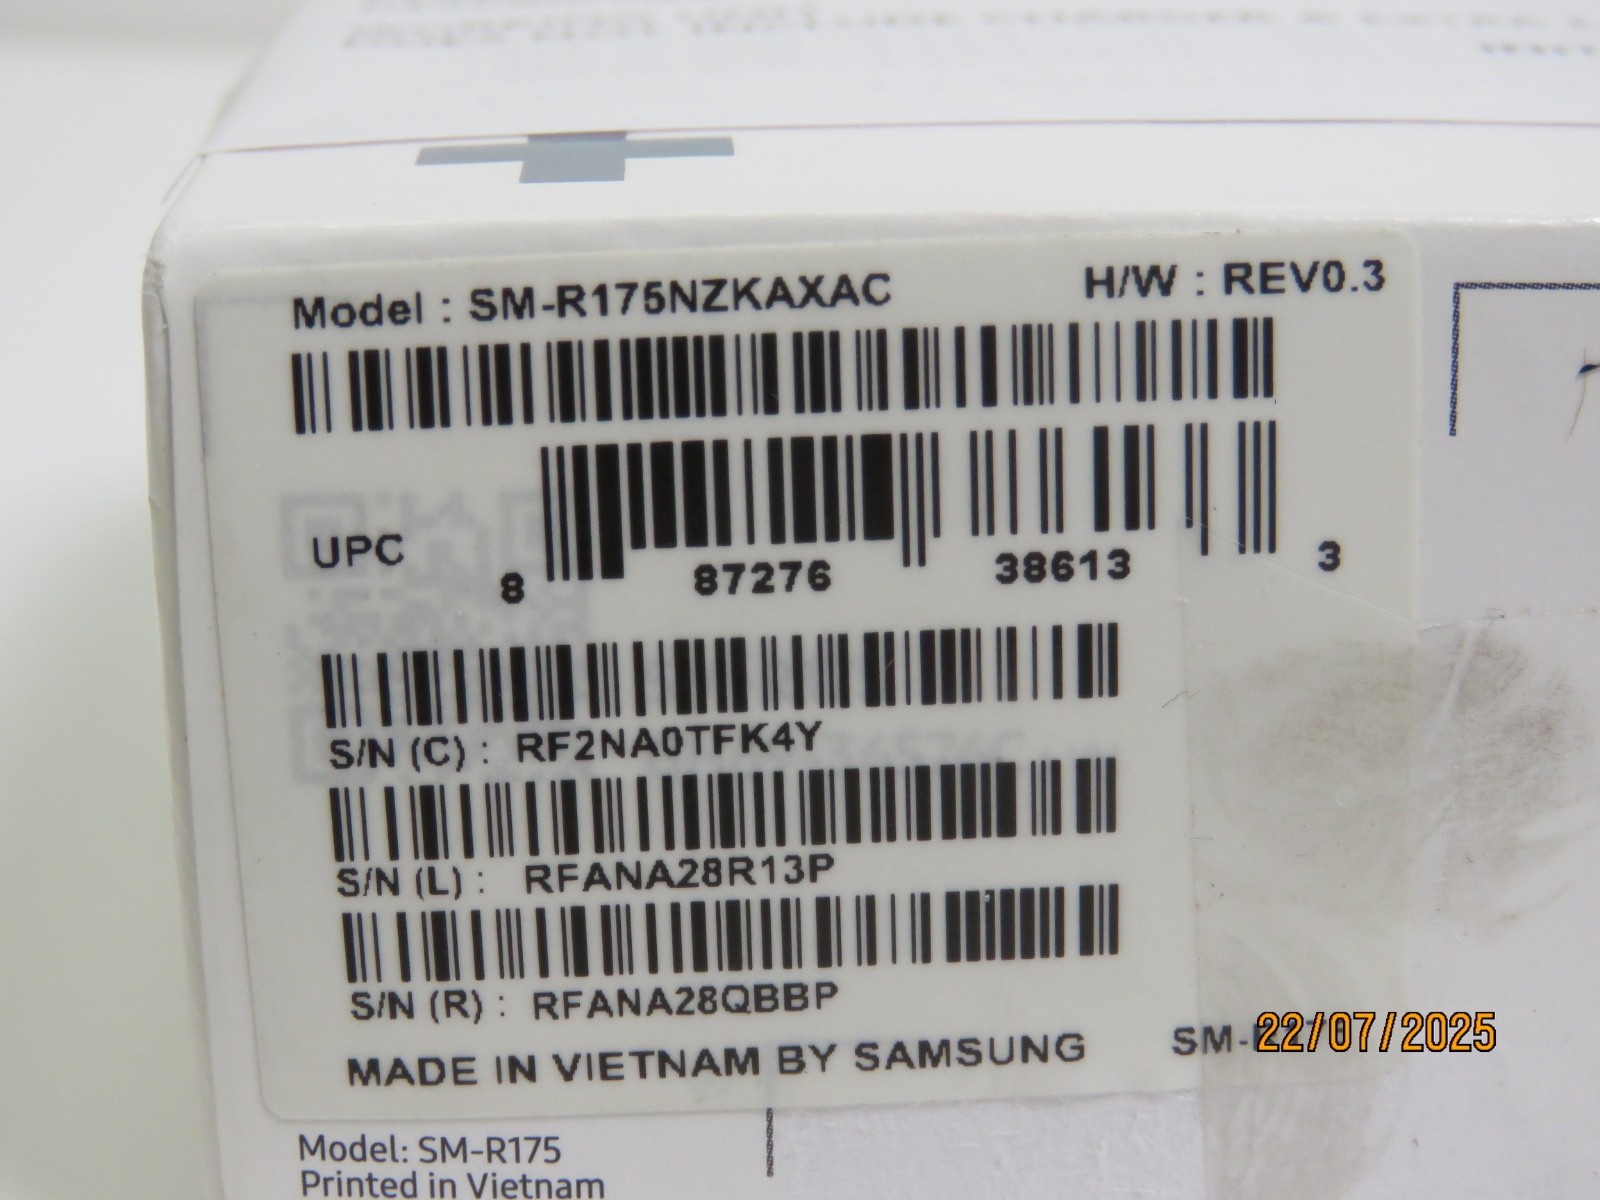 Model : SM-R175NZKAXAC H/W : REV0.3
UPC 8 87276 38613 3
S/N (C) : RF2NA0TFK4Y
S/N (L) : RFANA28R13P
S/N (R) : RFANA28QBBP
MADE IN VIETNAM BY SAMSUNG
22/07/2025
Model: SM-R175
Printed in Vietnam